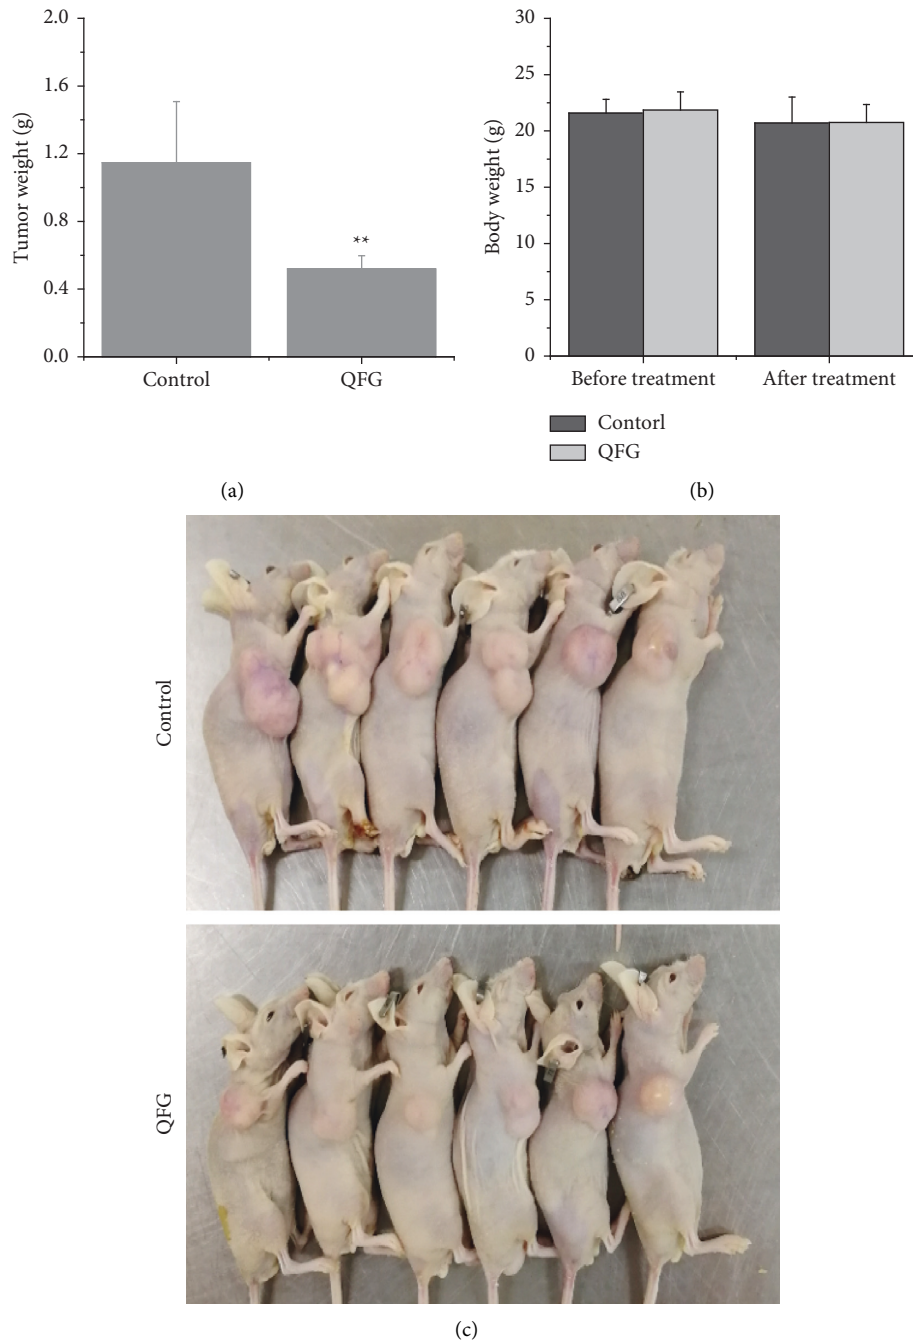 2.0
1.6
1.2
0.8
0.4
0.0
Tumor weight (g)
**
Control
QFG
(a)
30
25
20
15
10
5
0
Body weight (g)
Before treatment
After treatment
Contorl
QFG
(b)
Control
QFG
(c)